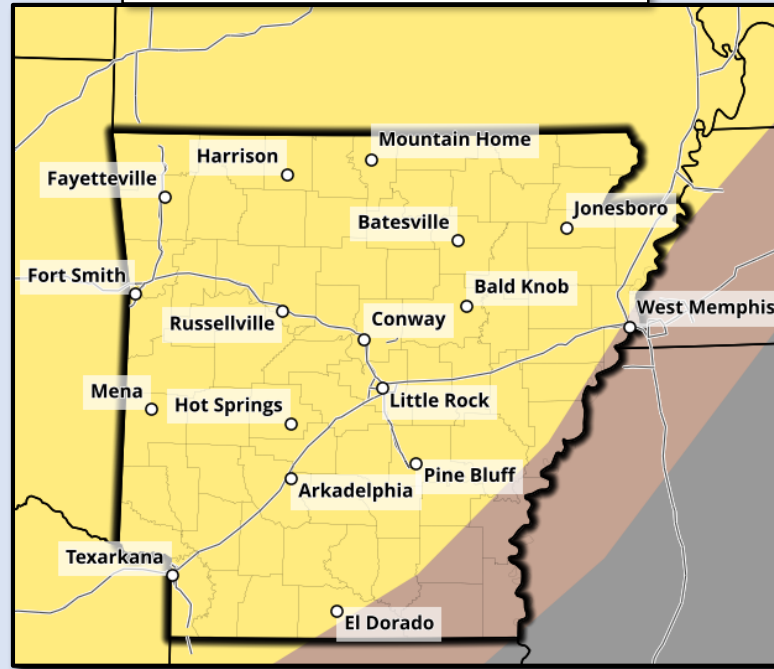 Mountain Home
Harrison
Fayetteville
Jonesboro
Batesville
Fort Smith
Bald Knob
West Memphis
Russellville
Conway
Mena
Hot Springs
Little Rock
Pine Bluff
Arkadelphia
Texarkana
El Dorado